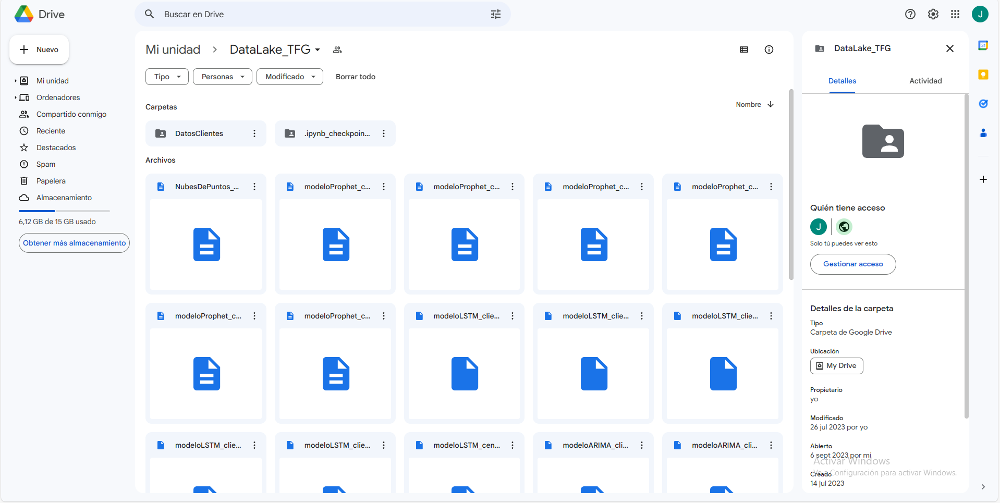 Drive
Buscar en Drive
J
Nuevo
Mi unidad
Ordenadores
Compartido conmigo
Reciente
Destacados
Spam
Papelera
Almacenamiento
6,12 GB de 15 GB usado
Obtener más almacenamiento
Mi unidad > DataLake_TFG
Tipo Personas Modificado Borrar todo
Carpetas
Nombre
DatosClientes .ipynb_checkpoin...
Archivos
NubesDePuntos_... modeloProphet_c... modeloProphet_c... modeloProphet_c... modeloProphet_c...
modeloProphet_c... modeloProphet_c... modeloLSTM_clie... modeloLSTM_clie... modeloLSTM_clie...
modeloLSTM_clie... modeloLSTM_clie... modeloLSTM_cen... modeloARIMA_cli... modeloARIMA_cli...
DataLake_TFG
Detalles Actividad
Quién tiene acceso
J
Solo tú puedes ver esto
Gestionar acceso
Detalles de la carpeta
Tipo
Carpeta de Google Drive
Ubicación
My Drive
Propietario
yo
Modificado
26 jul 2023 por yo
Abierto
6 sept 2023 por mí
Activar Windows
Ve a Configuración para activar Windows.
Creado
14 jul 2023
31